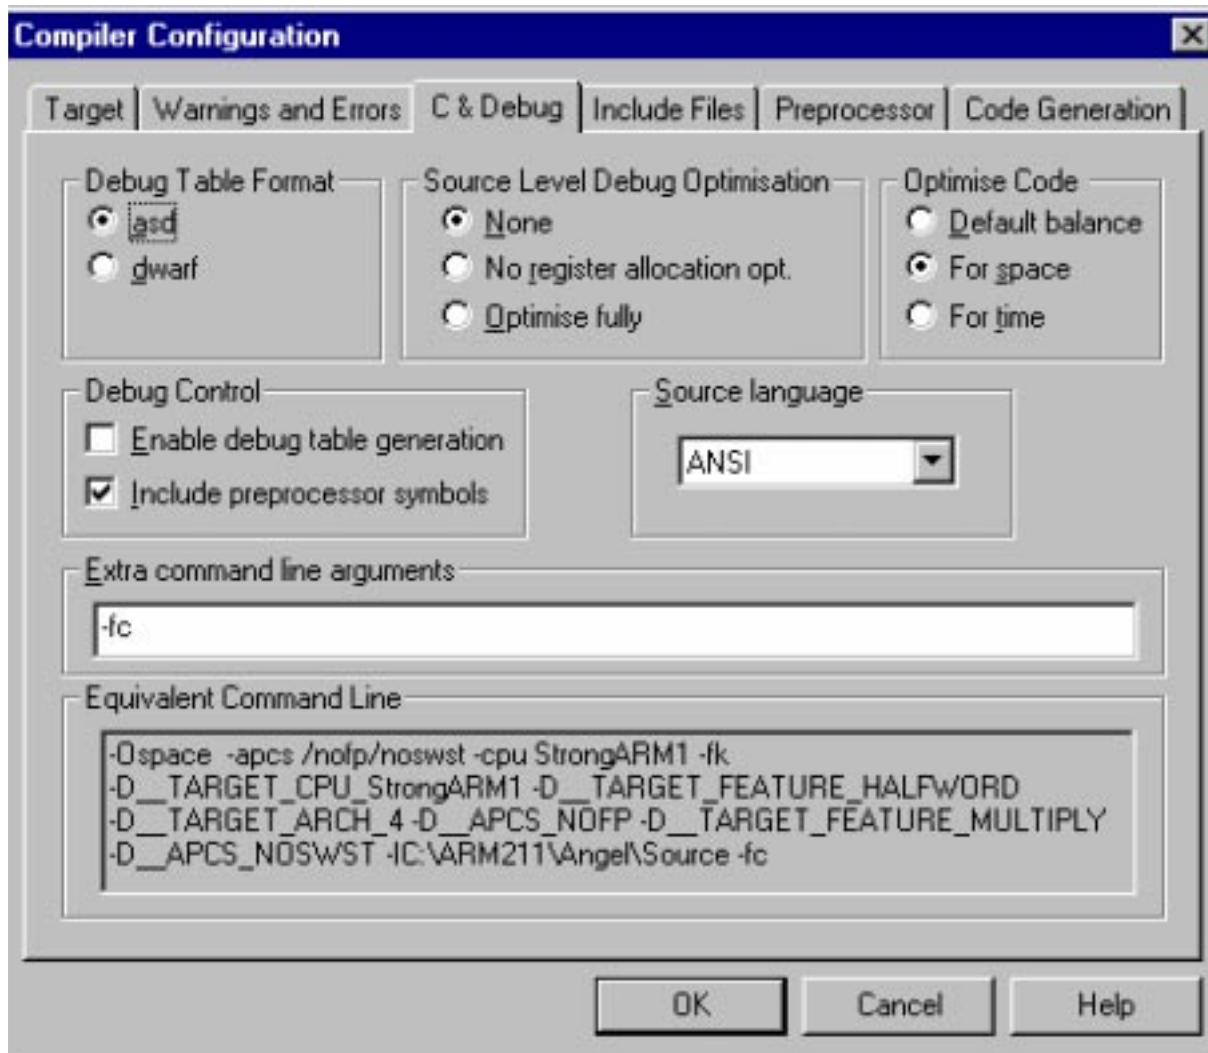 Compiler Configuration
Target Warnings and Errors C & Debug Include Files Preprocessor Code Generation
Debug Table Format
asd
dwarf
Source Level Debug Optimisation
None
No register allocation opt.
Optimise fully
Optimise Code
Default balance
For space
For time
Debug Control
Enable debug table generation
Include preprocessor symbols
Source language
ANSI
Extra command line arguments
-fc
Equivalent Command Line
-Ospace -apcs /nofp/noswst -cpu StrongARM1 -fk
-D__TARGET_CPU_StrongARM1 -D__TARGET_FEATURE_HALFWORD
-D__TARGET_ARCH_4 -D__APCS_NOFP -D__TARGET_FEATURE_MULTIPLY
-D__APCS_NOSWST -IC:\ARM211\Angel\Source -fc
OK Cancel Help